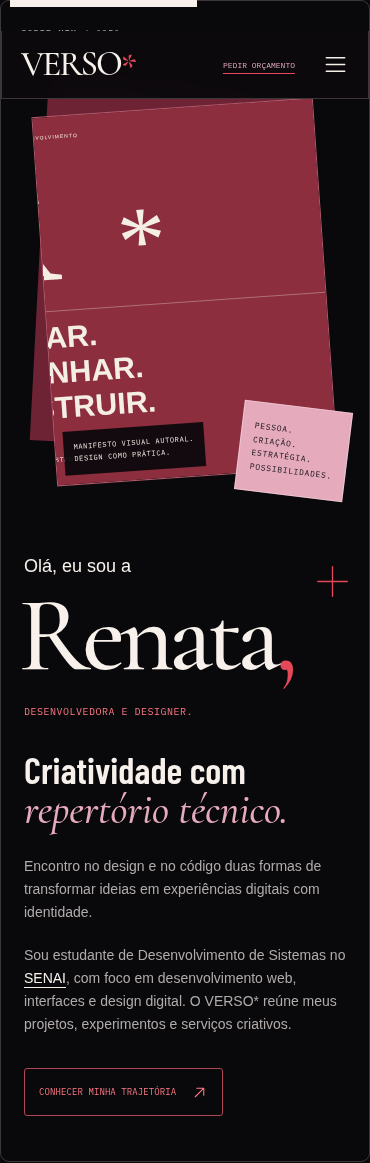 VERSO*
PEDIR ORÇAMENTO
VOLVIMENTO
*
AR.
NHAR.
TRUIR.
MANIFESTO VISUAL AUTORAL.
DESIGN COMO PRÁTICA.
PESSOA.
CRIAÇÃO.
ESTRATÉGIA.
POSSIBILIDADES.
Olá, eu sou a
Renata,
DESENVOLVEDORA E DESIGNER.
Criatividade com
repertório técnico.
Encontro no design e no código duas formas de
transformar ideias em experiências digitais com
identidade.
Sou estudante de Desenvolvimento de Sistemas no
SENAI, com foco em desenvolvimento web,
interfaces e design digital. O VERSO* reúne meus
projetos, experimentos e serviços criativos.
CONHECER MINHA TRAJETÓRIA